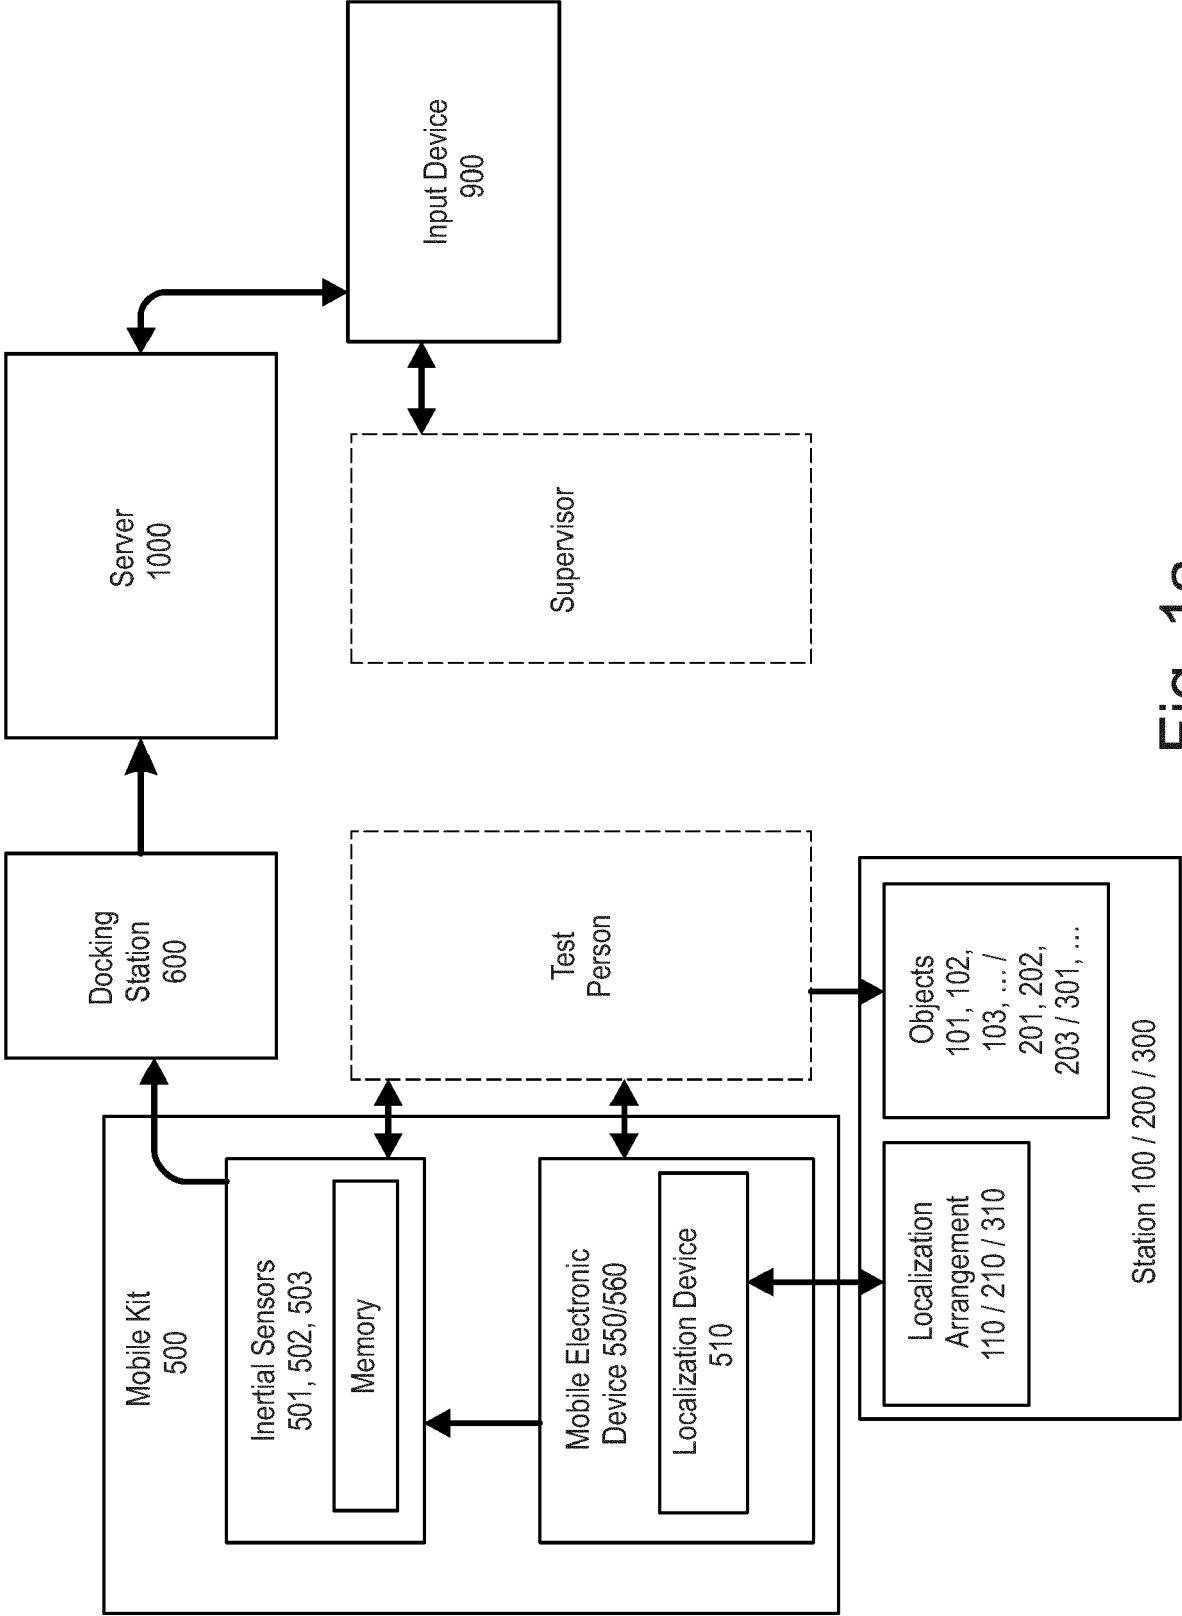 Mobile Kit
500
Inertial Sensors
501, 502, 503
Memory
Mobile Electronic
Device 550/560
Localization Device
510
Docking
Station
600
Server
1000
Input Device
900
Test
Person
Supervisor
Localization
Arrangement
110 / 210 / 310
Objects
101, 102,
103, ... /
201, 202,
203 / 301, ...
Station 100 / 200 / 300